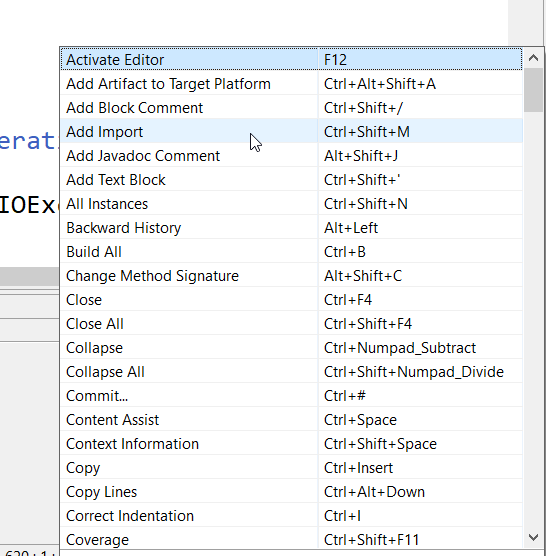 Activate Editor F12
Add Artifact to Target Platform Ctrl+Alt+Shift+A
Add Block Comment Ctrl+Shift+/
Add Import Ctrl+Shift+M
Add Javadoc Comment Alt+Shift+J
Add Text Block Ctrl+Shift+'
All Instances Ctrl+Shift+N
Backward History Alt+Left
Build All Ctrl+B
Change Method Signature Alt+Shift+C
Close Ctrl+F4
Close All Ctrl+Shift+F4
Collapse Ctrl+Numpad_Subtract
Collapse All Ctrl+Shift+Numpad_Divide
Commit... Ctrl+#
Content Assist Ctrl+Space
Context Information Ctrl+Shift+Space
Copy Ctrl+Insert
Copy Lines Ctrl+Alt+Down
Correct Indentation Ctrl+I
Coverage Ctrl+Shift+F11